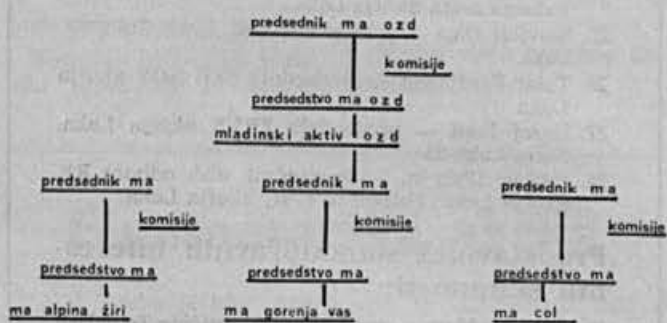 predsednik ma ozd
komisije
predsedstvo ma ozd
mladinski aktiv ozd
predsednik ma predsednik ma predsednik ma
komisije komisije komisije
predsedstvo ma predsedstvo ma predsedstvo ma
ma alpina žiri ma gorenja vas ma col